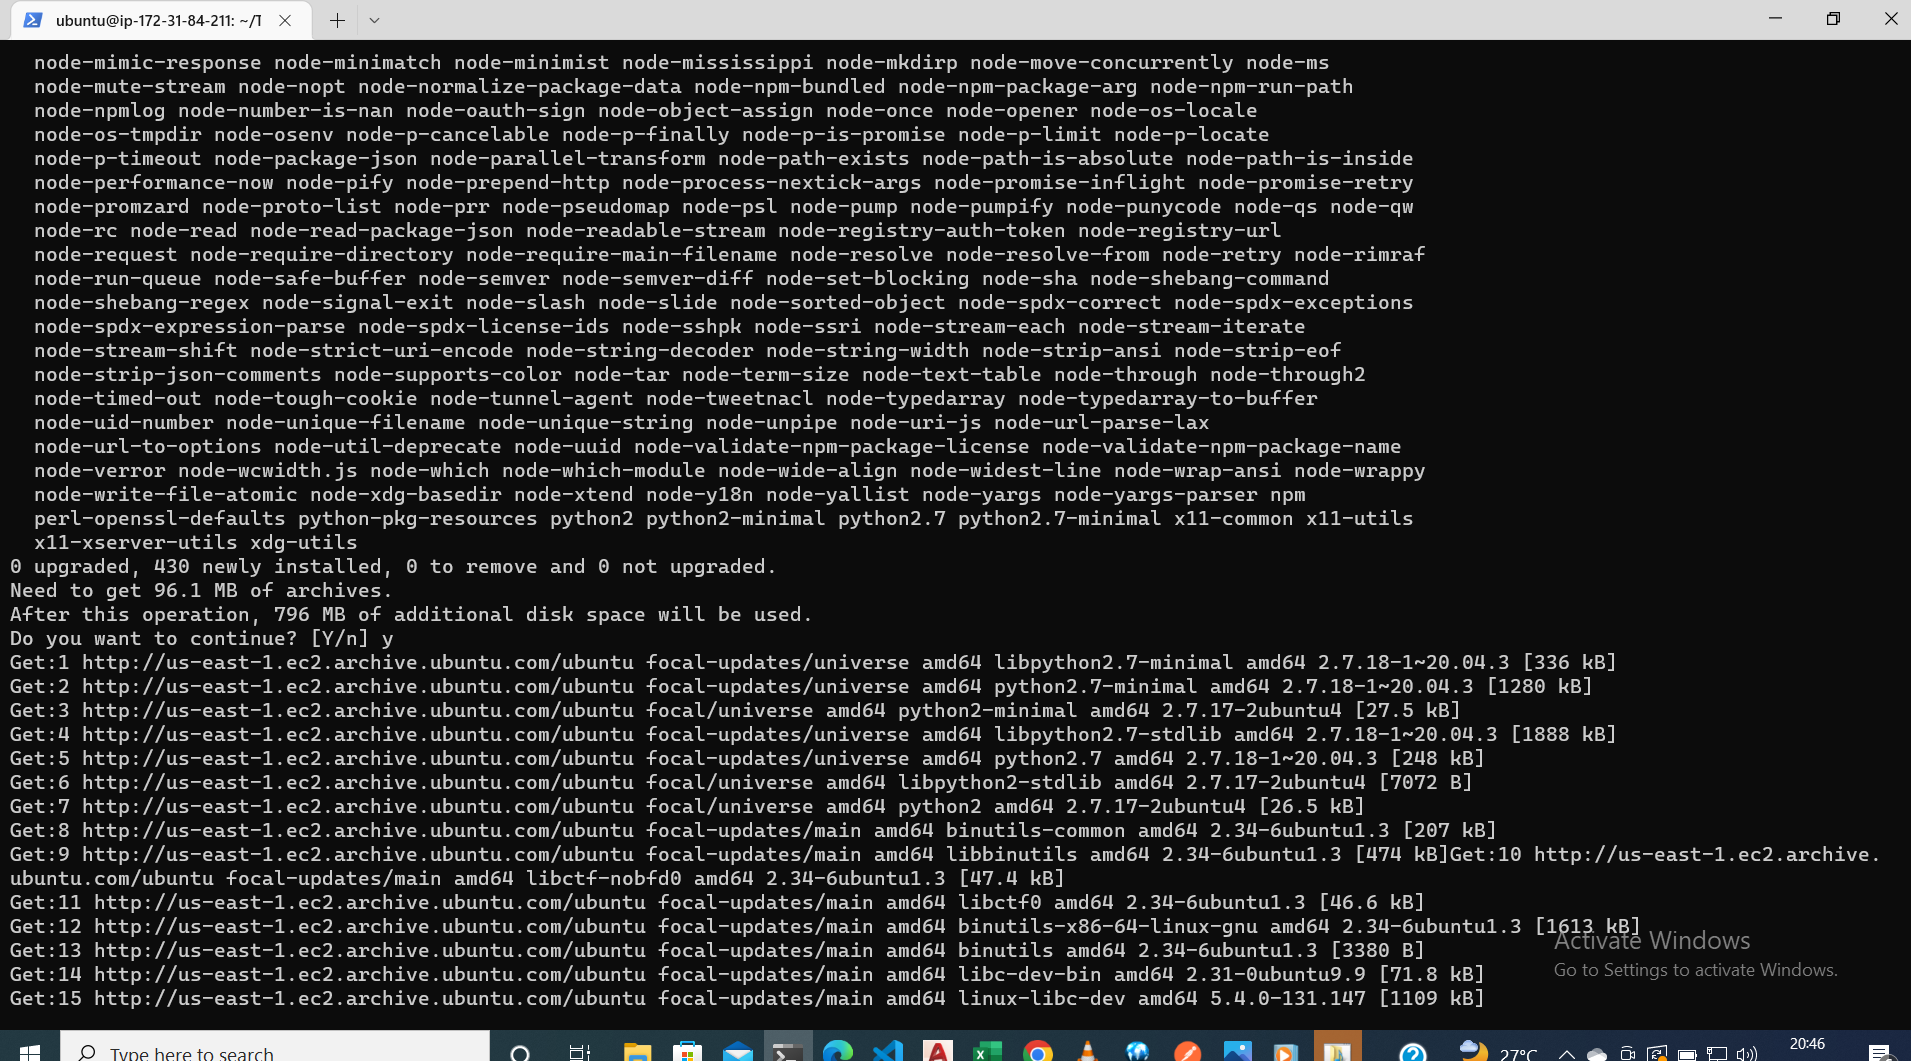 ubuntu@ip-172-31-84-211: ~/T
node-mimic-response node-minimatch node-minimist node-mississippi node-mkdirp node-move-concurrently node-ms
node-mute-stream node-nopt node-normalize-package-data node-npm-bundled node-npm-package-arg node-npm-run-path
node-npmlog node-number-is-nan node-oauth-sign node-object-assign node-once node-opener node-os-locale
node-os-tmpdir node-osenv node-p-cancelable node-p-finally node-p-is-promise node-p-limit node-p-locate
node-p-timeout node-package-json node-parallel-transform node-path-exists node-path-is-absolute node-path-is-inside
node-performance-now node-pify node-prepend-http node-process-nextick-args node-promise-inflight node-promise-retry
node-promzard node-proto-list node-prr node-pseudomap node-psl node-pump node-pumpify node-punycode node-qs node-qw
node-rc node-read node-read-package-json node-readable-stream node-registry-auth-token node-registry-url
node-request node-require-directory node-require-main-filename node-resolve node-resolve-from node-retry node-rimraf
node-run-queue node-safe-buffer node-semver node-semver-diff node-set-blocking node-sha node-shebang-command
node-shebang-regex node-signal-exit node-slash node-slide node-sorted-object node-spdx-correct node-spdx-exceptions
node-spdx-expression-parse node-spdx-license-ids node-sshpk node-ssri node-stream-each node-stream-iterate
node-stream-shift node-strict-uri-encode node-string-decoder node-string-width node-strip-ansi node-strip-eof
node-strip-json-comments node-supports-color node-tar node-term-size node-text-table node-through node-through2
node-timed-out node-tough-cookie node-tunnel-agent node-tweetnacl node-typedarray node-typedarray-to-buffer
node-uid-number node-unique-filename node-unique-string node-unpipe node-uri-js node-url-parse-lax
node-url-to-options node-util-deprecate node-uuid node-validate-npm-package-license node-validate-npm-package-name
node-verror node-wcwidth.js node-which node-which-module node-wide-align node-widest-line node-wrap-ansi node-wrappy
node-write-file-atomic node-xdg-basedir node-xtend node-y18n node-yallist node-yargs node-yargs-parser npm
perl-openssl-defaults python-pkg-resources python2 python2-minimal python2.7 python2.7-minimal x11-common x11-utils
x11-xserver-utils xdg-utils
0 upgraded, 430 newly installed, 0 to remove and 0 not upgraded.
Need to get 96.1 MB of archives.
After this operation, 796 MB of additional disk space will be used.
Do you want to continue? [Y/n] y
Get:1 http://us-east-1.ec2.archive.ubuntu.com/ubuntu focal-updates/universe amd64 libpython2.7-minimal amd64 2.7.18-1~20.04.3 [336 kB]
Get:2 http://us-east-1.ec2.archive.ubuntu.com/ubuntu focal-updates/universe amd64 python2.7-minimal amd64 2.7.18-1~20.04.3 [1280 kB]
Get:3 http://us-east-1.ec2.archive.ubuntu.com/ubuntu focal/universe amd64 python2-minimal amd64 2.7.17-2ubuntu4 [27.5 kB]
Get:4 http://us-east-1.ec2.archive.ubuntu.com/ubuntu focal-updates/universe amd64 libpython2.7-stdlib amd64 2.7.18-1~20.04.3 [1888 kB]
Get:5 http://us-east-1.ec2.archive.ubuntu.com/ubuntu focal-updates/universe amd64 python2.7 amd64 2.7.18-1~20.04.3 [248 kB]
Get:6 http://us-east-1.ec2.archive.ubuntu.com/ubuntu focal/universe amd64 libpython2-stdlib amd64 2.7.17-2ubuntu4 [7072 B]
Get:7 http://us-east-1.ec2.archive.ubuntu.com/ubuntu focal/universe amd64 python2 amd64 2.7.17-2ubuntu4 [26.5 kB]
Get:8 http://us-east-1.ec2.archive.ubuntu.com/ubuntu focal-updates/main amd64 binutils-common amd64 2.34-6ubuntu1.3 [207 kB]
Get:9 http://us-east-1.ec2.archive.ubuntu.com/ubuntu focal-updates/main amd64 libbinutils amd64 2.34-6ubuntu1.3 [474 kB]Get:10 http://us-east-1.ec2.archive.
ubuntu.com/ubuntu focal-updates/main amd64 libctf-nobfd0 amd64 2.34-6ubuntu1.3 [47.4 kB]
Get:11 http://us-east-1.ec2.archive.ubuntu.com/ubuntu focal-updates/main amd64 libctf0 amd64 2.34-6ubuntu1.3 [46.6 kB]
Get:12 http://us-east-1.ec2.archive.ubuntu.com/ubuntu focal-updates/main amd64 binutils-x86-64-linux-gnu amd64 2.34-6ubuntu1.3 [1613 kB]
Get:13 http://us-east-1.ec2.archive.ubuntu.com/ubuntu focal-updates/main amd64 binutils amd64 2.34-6ubuntu1.3 [3380 B]
Get:14 http://us-east-1.ec2.archive.ubuntu.com/ubuntu focal-updates/main amd64 libc-dev-bin amd64 2.31-0ubuntu9.9 [71.8 kB]
Get:15 http://us-east-1.ec2.archive.ubuntu.com/ubuntu focal-updates/main amd64 linux-libc-dev amd64 5.4.0-131.147 [1109 kB]
Activate Windows
Go to Settings to activate Windows.
Type here to search
27°C
20:46